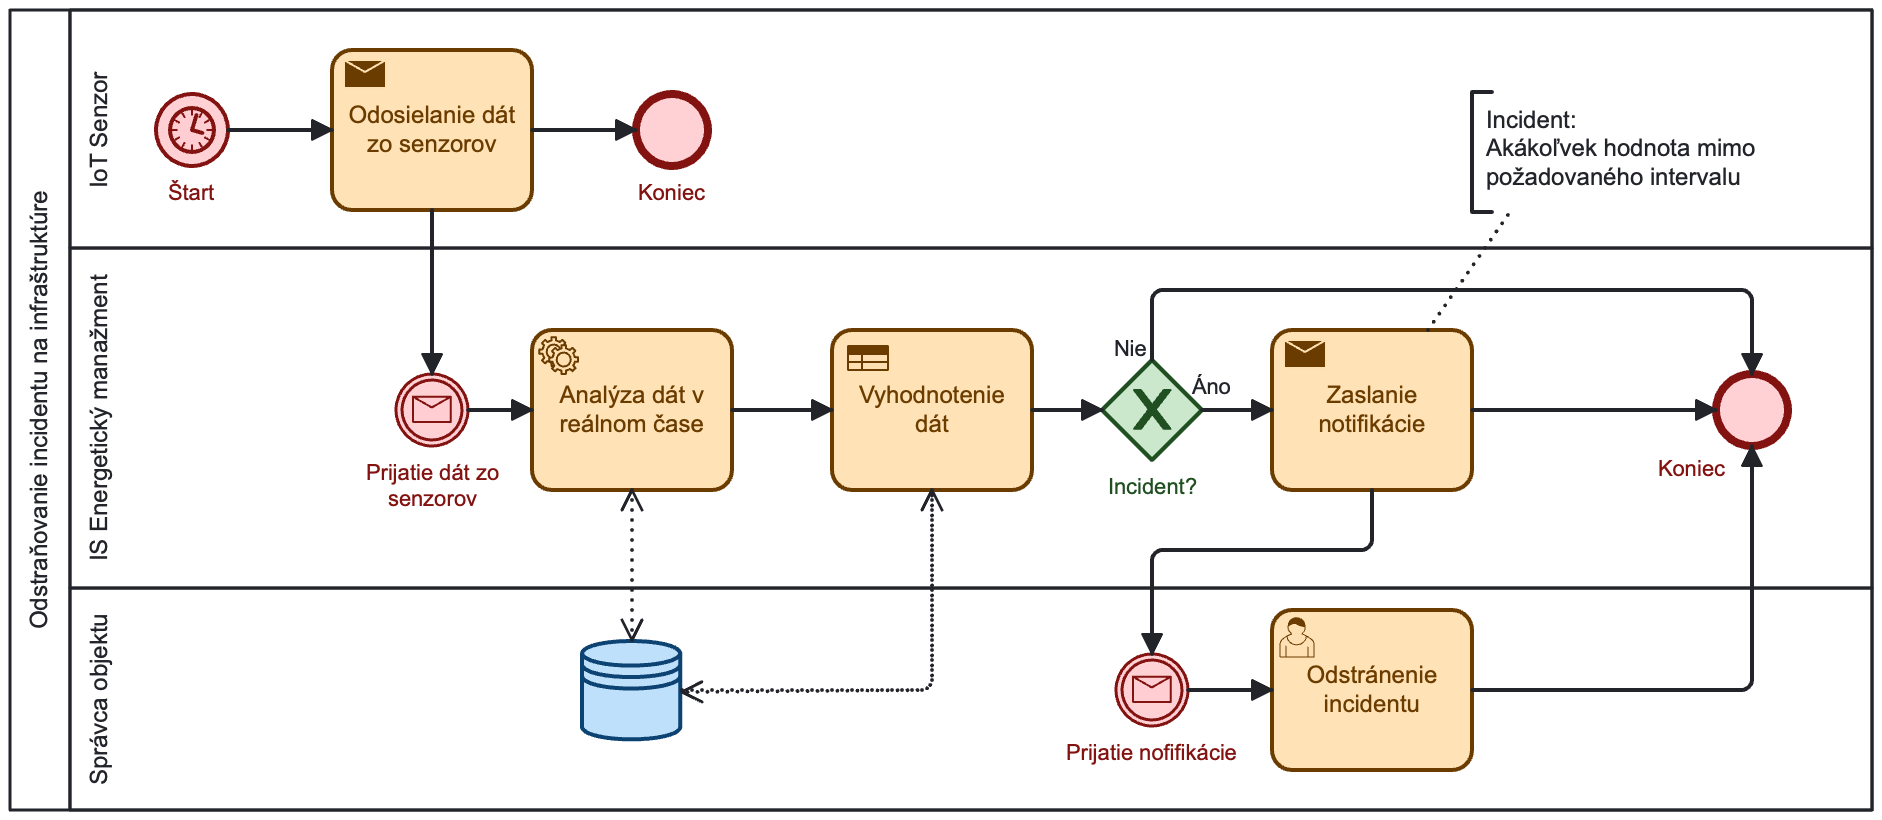 Odstraňovanie incidentu na infraštruktúre
IoT Senzor
Štart
Odosielanie dát
zo senzorov
Koniec
Incident:
Akákoľvek hodnota mimo
požadovaného intervalu
IS Energetický manažment
Prijatie dát zo
senzorov
Analýza dát v
reálnom čase
Vyhodnotenie
dát
Nie
Áno
X
Incident?
Zaslanie
notifikácie
Koniec
Správca objektu
Prijatie nofifikácie
Odstránenie
incidentu